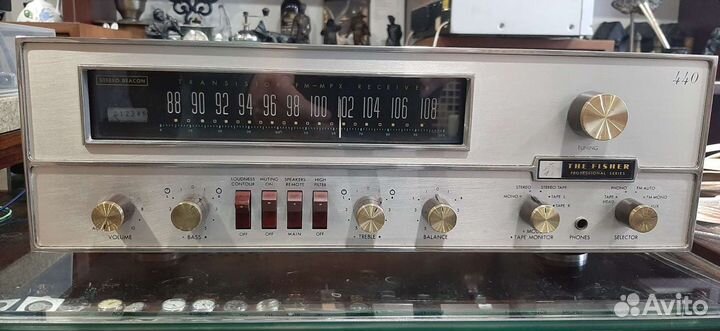 STEREO BEACON
TRANSISTOR FM-MPX RECEIVER
440
88 90 92 94 96 98 100 102 104 106 108
TUNING
THE FISHER
PROFESSIONAL SERIES
LOUDNESS CONTOUR
MUTING ON
SPEAKERS REMOTE
HIGH FILTER
OFF OFF MAIN OFF
VOLUME
BASS
TREBLE
BALANCE
STEREO
STEREO TAPE
MONO
TAPE L
TAPE R
TAPE MONITOR
PHONES
PHONO
TAPE HEAD
FM AUTO
FM MONO
AUX
SELECTOR
Avito